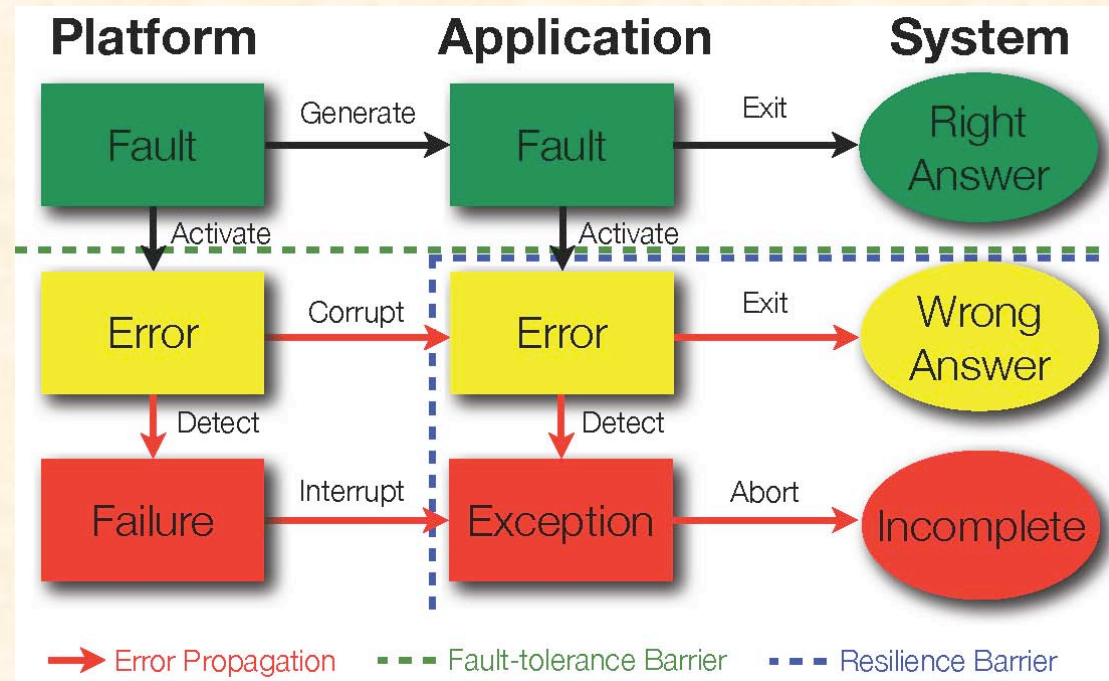 Platform Application System
Fault Generate Fault Exit Right
Answer
Activate Activate
Error Corrupt Error Exit Wrong
Answer
Detect Detect
Failure Interrupt Exception Abort Incomplete
Error Propagation Fault-tolerance Barrier Resilience Barrier